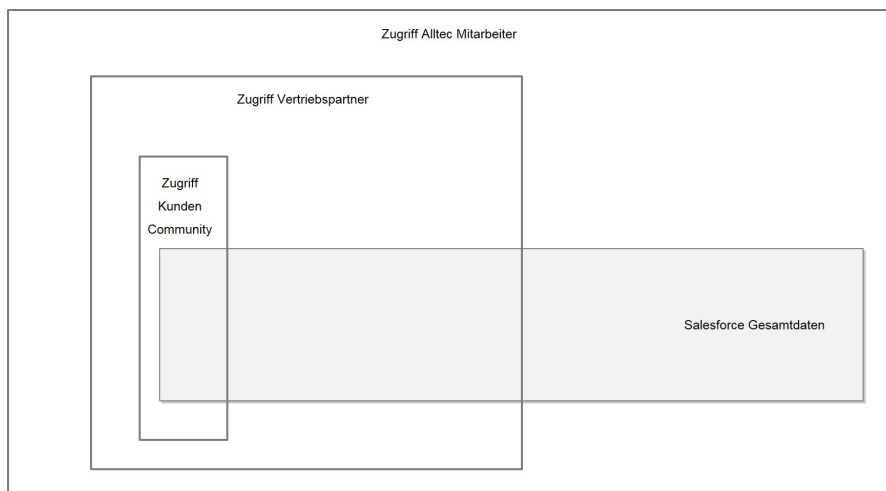 Zugriff Alltec Mitarbeiter
Zugriff Vertriebspartner
Zugriff
Kunden
Community
Salesforce Gesamtdaten